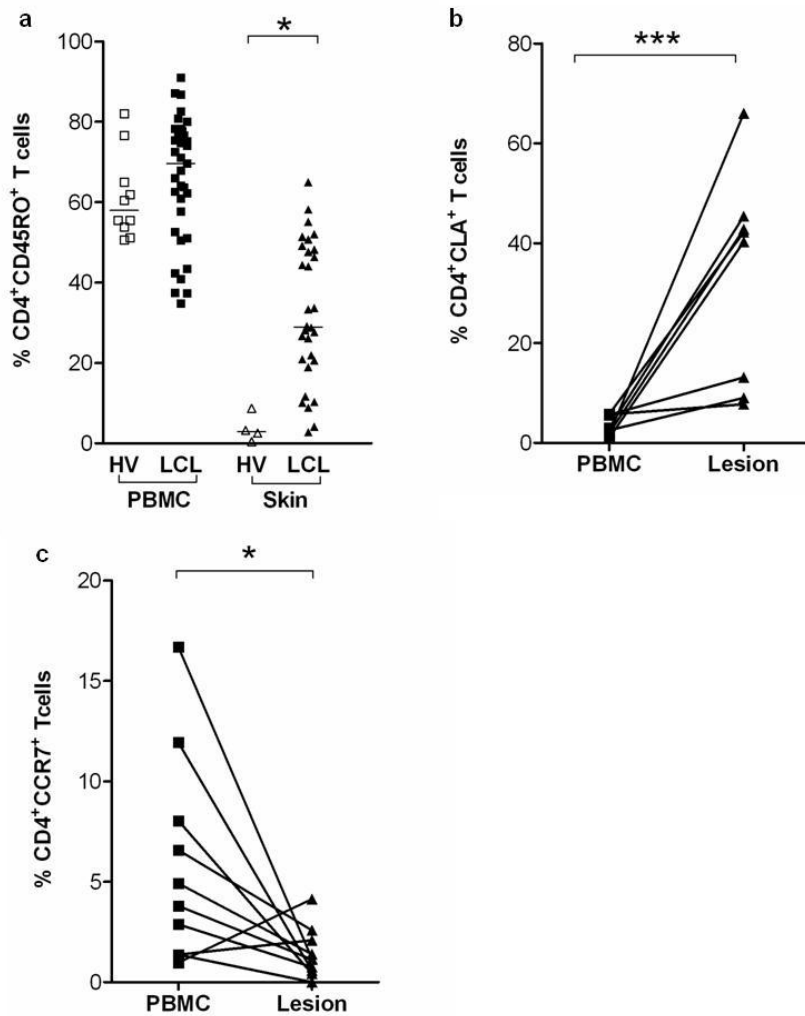 a
*
100
80
60
40
20
0
% CD4+CD45RO+ T cells
HV LCL HV LCL
PBMC Skin
b
***
80
60
40
20
0
% CD4+CLA+ T cells
PBMC Lesion
c
*
20
15
10
5
0
% CD4+CCR7+ Tcells
PBMC Lesion